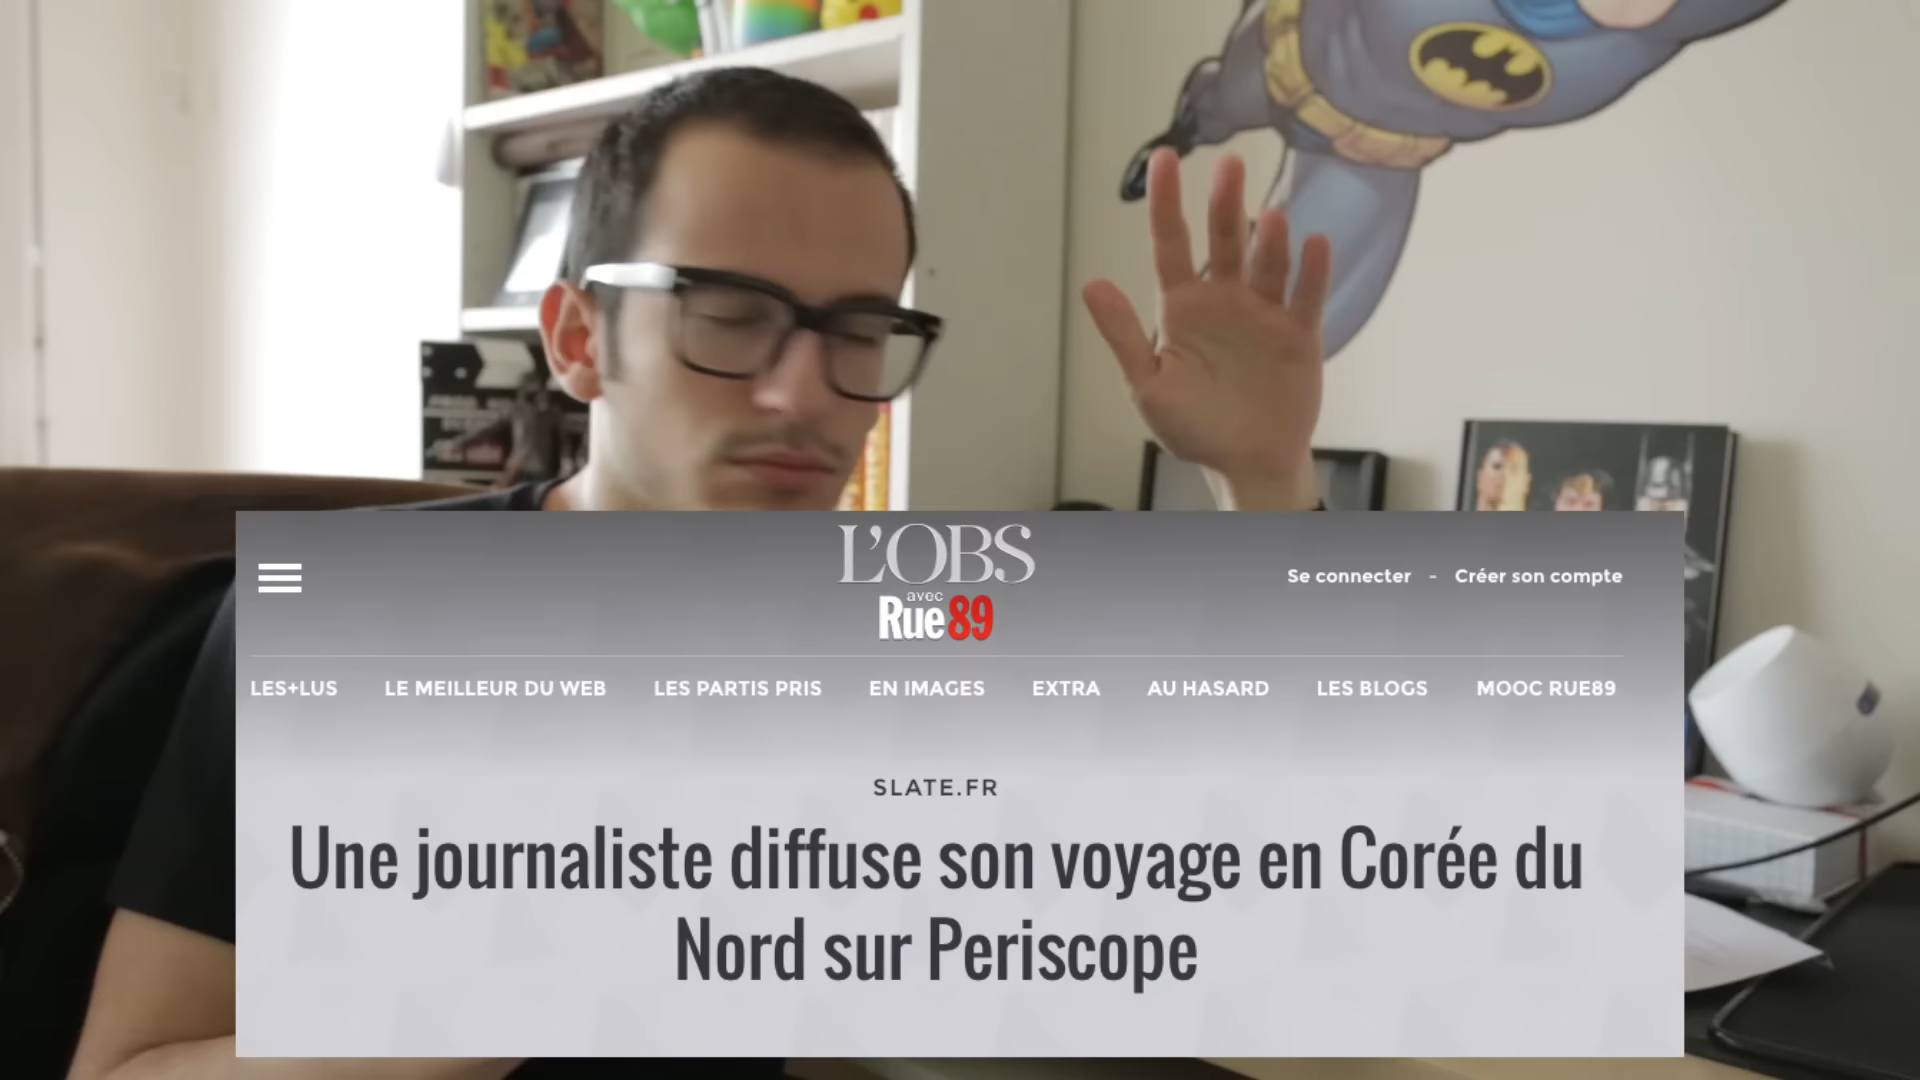 L'OBS
avec
Rue89
Se connecter - Créer son compte
LES+LUS LE MEILLEUR DU WEB LES PARTIS PRIS EN IMAGES EXTRA AU HASARD LES BLOGS MOOC RUE89
SLATE.FR
Une journaliste diffuse son voyage en Corée du
Nord sur Periscope